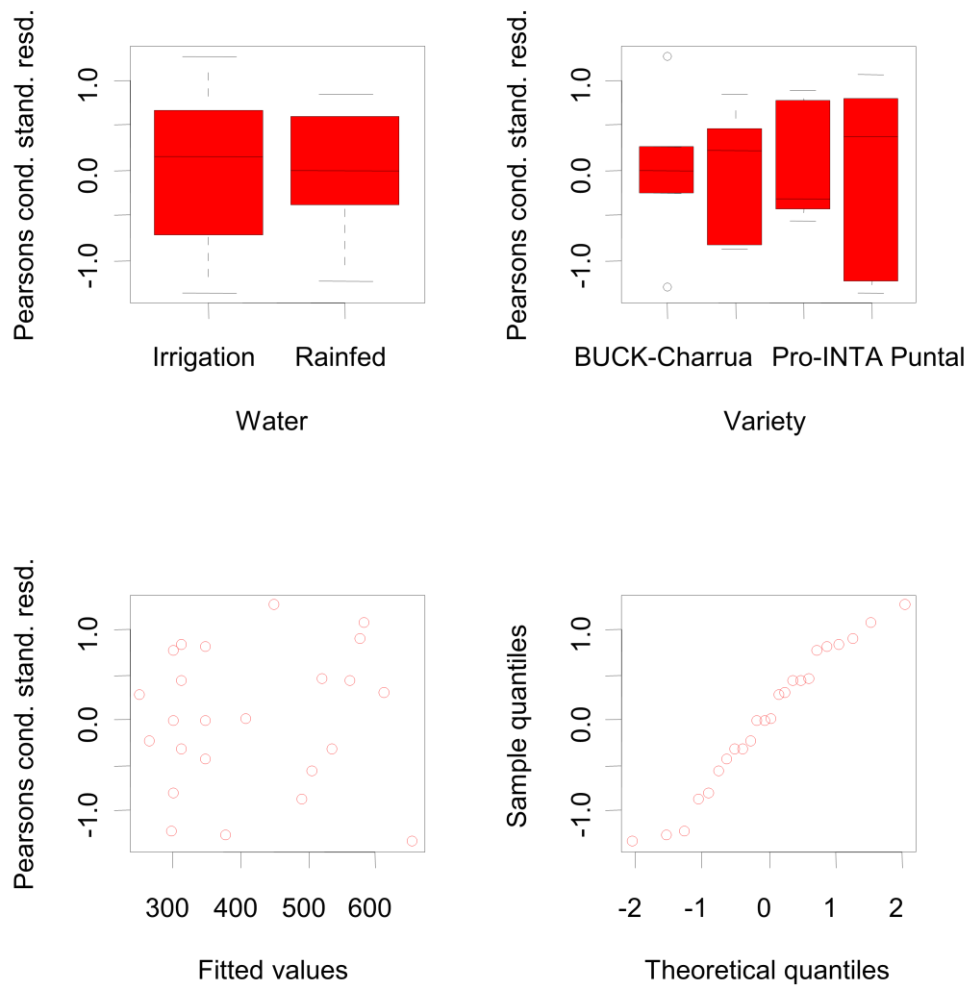 Pearsons cond. stand. resd.
1.0
0.0
-1.0
Irrigation Rainfed
Water
Pearsons cond. stand. resd.
1.0
0.0
-1.0
BUCK-Charrua Pro-INTA Puntal
Variety
Pearsons cond. stand. resd.
1.0
0.0
-1.0
300 400 500 600
Fitted values
Sample quantiles
1.0
0.0
-1.0
-2 -1 0 1 2
Theoretical quantiles